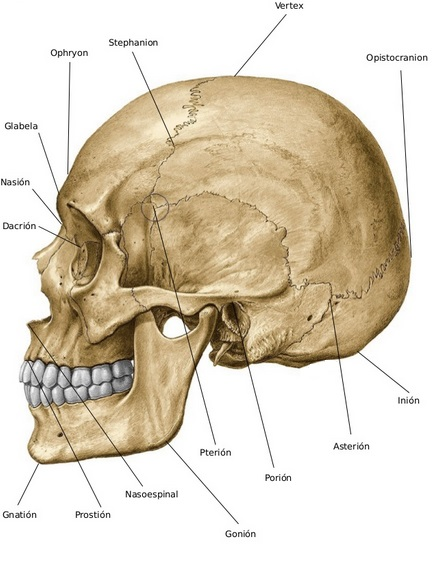 Vertex
Stephanion
Ophryon
Opistocranion
Glabela
Nasión
Dacrión
Inión
Asterión
Pterión
Porión
Nasoespinal
Gnatión
Prostión
Gonión